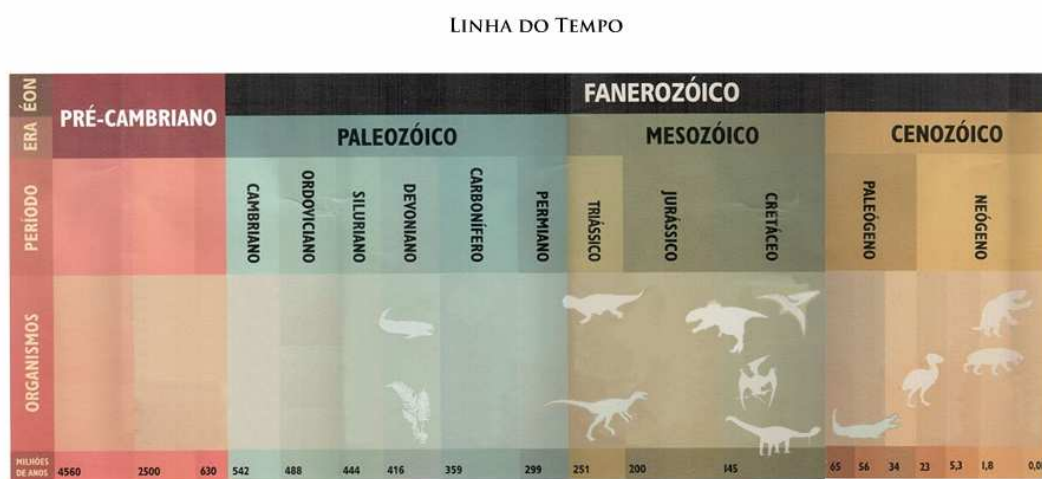 LINHA DO TEMPO
ÉON
FANEROZÓICO
ERA
PRÉ-CAMBRIANO
PALEOZÓICO
MESOZÓICO
CENOZÓICO
PERÍODO
CAMBRIANO
ORDOVICIANO
SILURIANO
DEVONIANO
CARBONÍFERO
PERMIANO
TRIÁSSICO
JURÁSSICO
CRETÁCEO
PALEÓGENO
NEÓGENO
ORGANISMOS
MILHÕES
DE ANOS
4560 2500 630 542 488 444 416 359 299 251 200 145 65 56 34 23 5,3 1,8